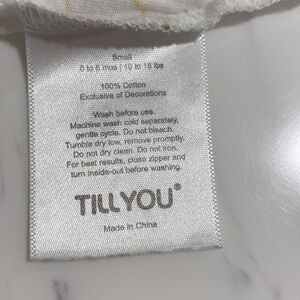 Small
0 to 6 mos | 10 to 18 lbs
100% Cotton
Exclusive of Decorations
Wash before use.
Machine wash cold separately,
gentle cycle. Do not bleach.
Tumble dry low, remove promptly.
Do not dry clean. Do not iron.
For best results, close zipper and
turn inside-out before washing.
TILLYOU®
Made in China